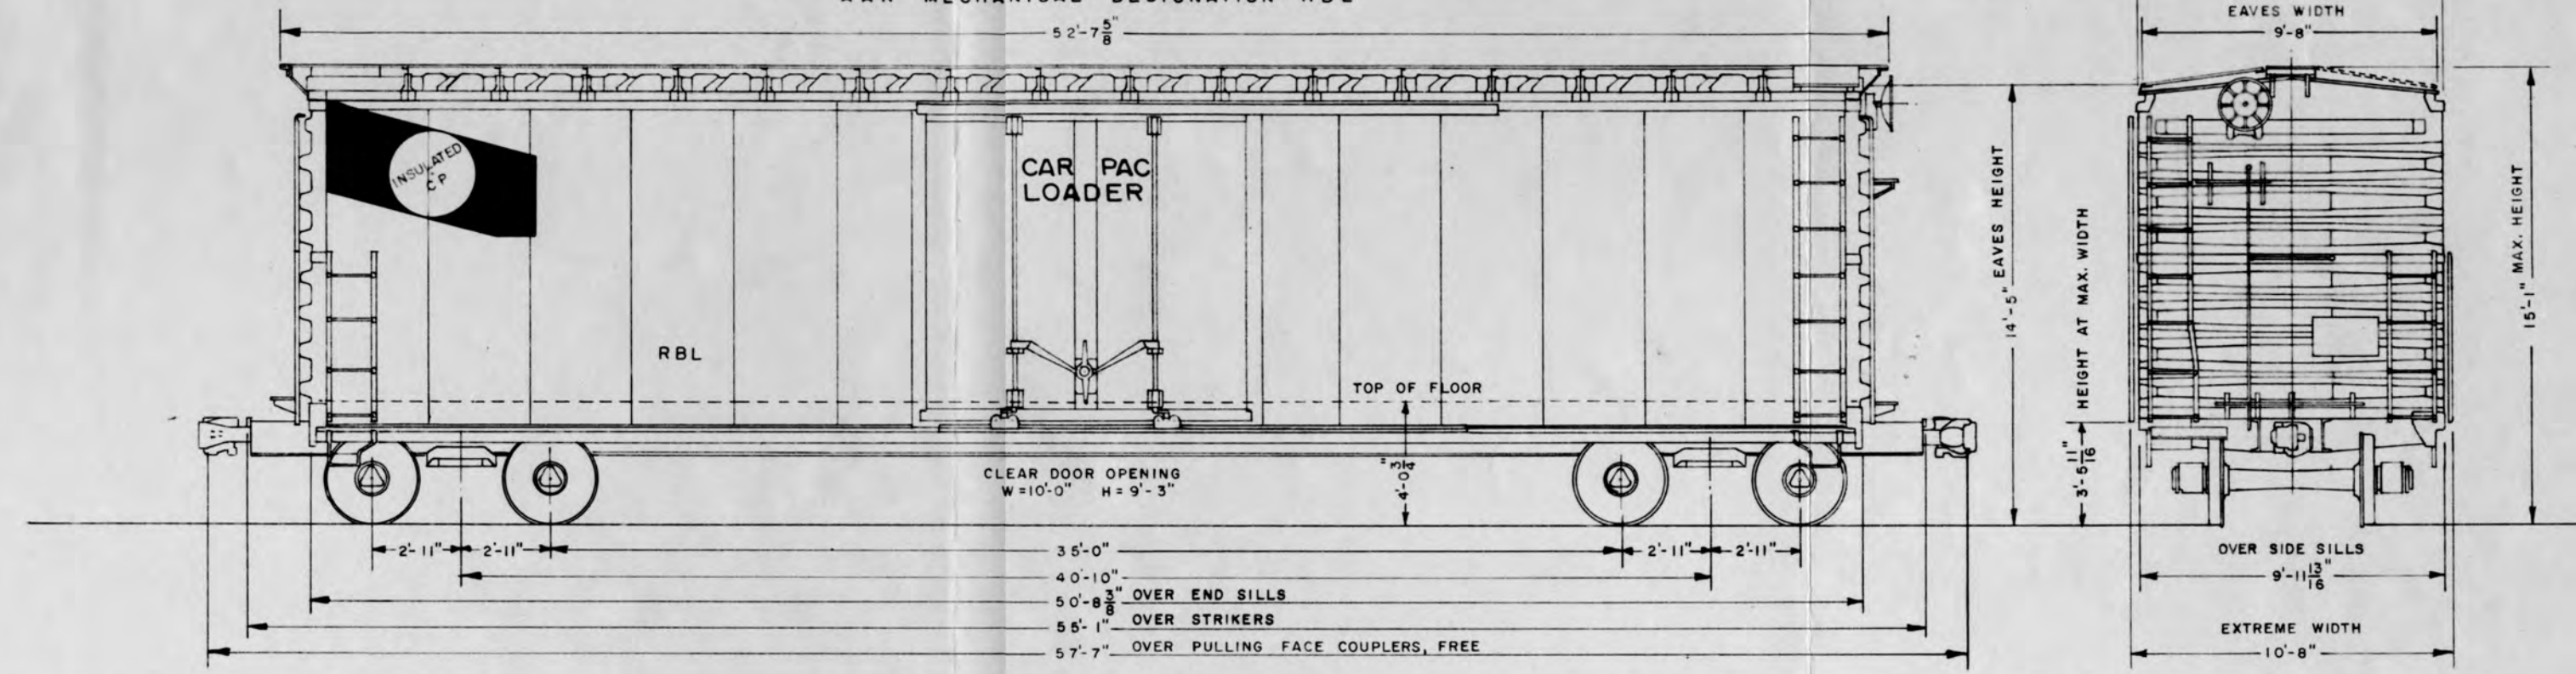 MECHANICAL DESIGNATION
52'-7 5/8"
EAVES WIDTH
9'-8"
INSULATED
CP
CAR PAC
LOADER
RBL
TOP OF FLOOR
CLEAR DOOR OPENING
W=10'-0" H=9'-3"
4'-0 3/4"
14'-5" EAVES HEIGHT
3'-5 11/16" HEIGHT AT MAX. WIDTH
15'-1" MAX. HEIGHT
2'-11" 2'-11" 35'-0" 2'-11" 2'-11"
40'-10"
50'-8 3/8" OVER END SILLS
55'-1" OVER STRIKERS
57'-7" OVER PULLING FACE COUPLERS, FREE
OVER SIDE SILLS
9'-11 13/16"
EXTREME WIDTH
10'-8"